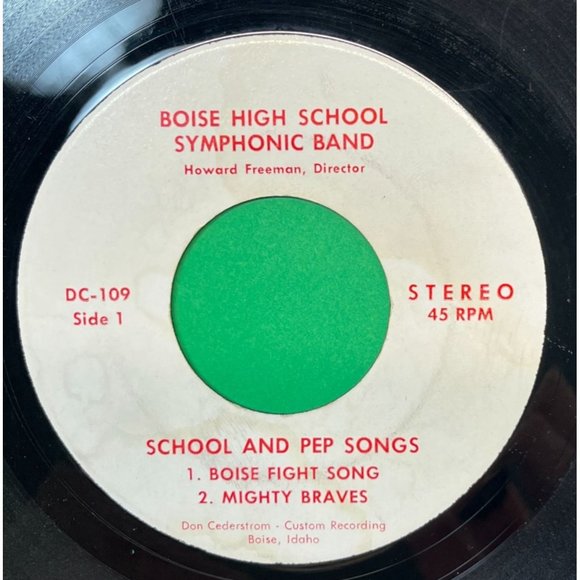 BOISE HIGH SCHOOL
SYMPHONIC BAND
Howard Freeman, Director
DC-109
Side 1
STEREO
45 RPM
SCHOOL AND PEP SONGS
1. BOISE FIGHT SONG
2. MIGHTY BRAVES
Don Cederstrom - Custom Recording
Boise, Idaho